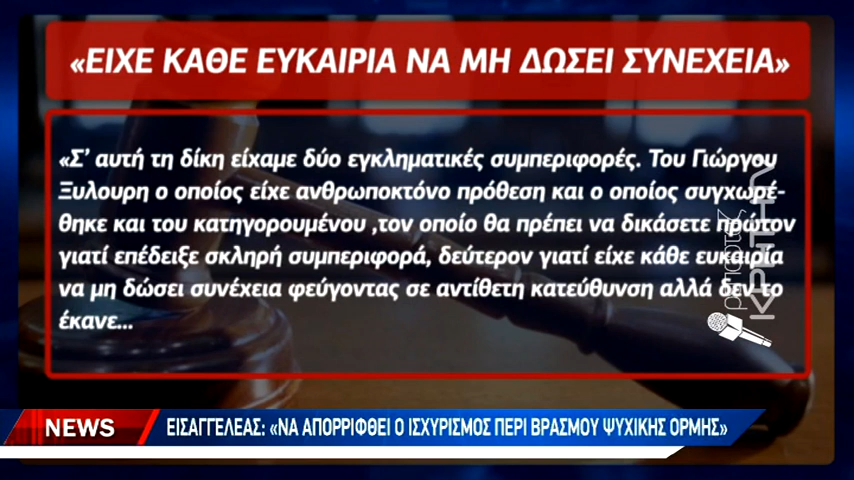 «ΕΙΧΕ ΚΑΘΕ ΕΥΚΑΙΡΙΑ ΝΑ ΜΗ ΔΩΣΕΙ ΣΥΝΕΧΕΙΑ»
«Σ' αυτή τη δίκη είχαμε δύο εγκληματικές συμπεριφορές. Του Γιώργου
Ξυλουρη ο οποίος είχε ανθρωποκτόνο πρόθεση και ο οποίος συγχωρέ-
θηκε και του κατηγορουμένου ,τον οποίο θα πρέπει να δικάσετε πρώτον
γιατί επέδειξε σκληρή συμπεριφορά, δεύτερον γιατί είχε κάθε ευκαιρία
να μη δώσει συνέχεια φεύγοντας σε αντίθετη κατεύθυνση αλλά δεν το
έκανε...
ρεπορταζ
ΚΡΗΤΗ
NEWS
ΕΙΣΑΓΓΕΛΕΑΣ: «ΝΑ ΑΠΟΡΡΙΦΘΕΙ Ο ΙΣΧΥΡΙΣΜΟΣ ΠΕΡΙ ΒΡΑΣΜΟΥ ΨΥΧΙΚΗΣ ΟΡΜΗΣ»